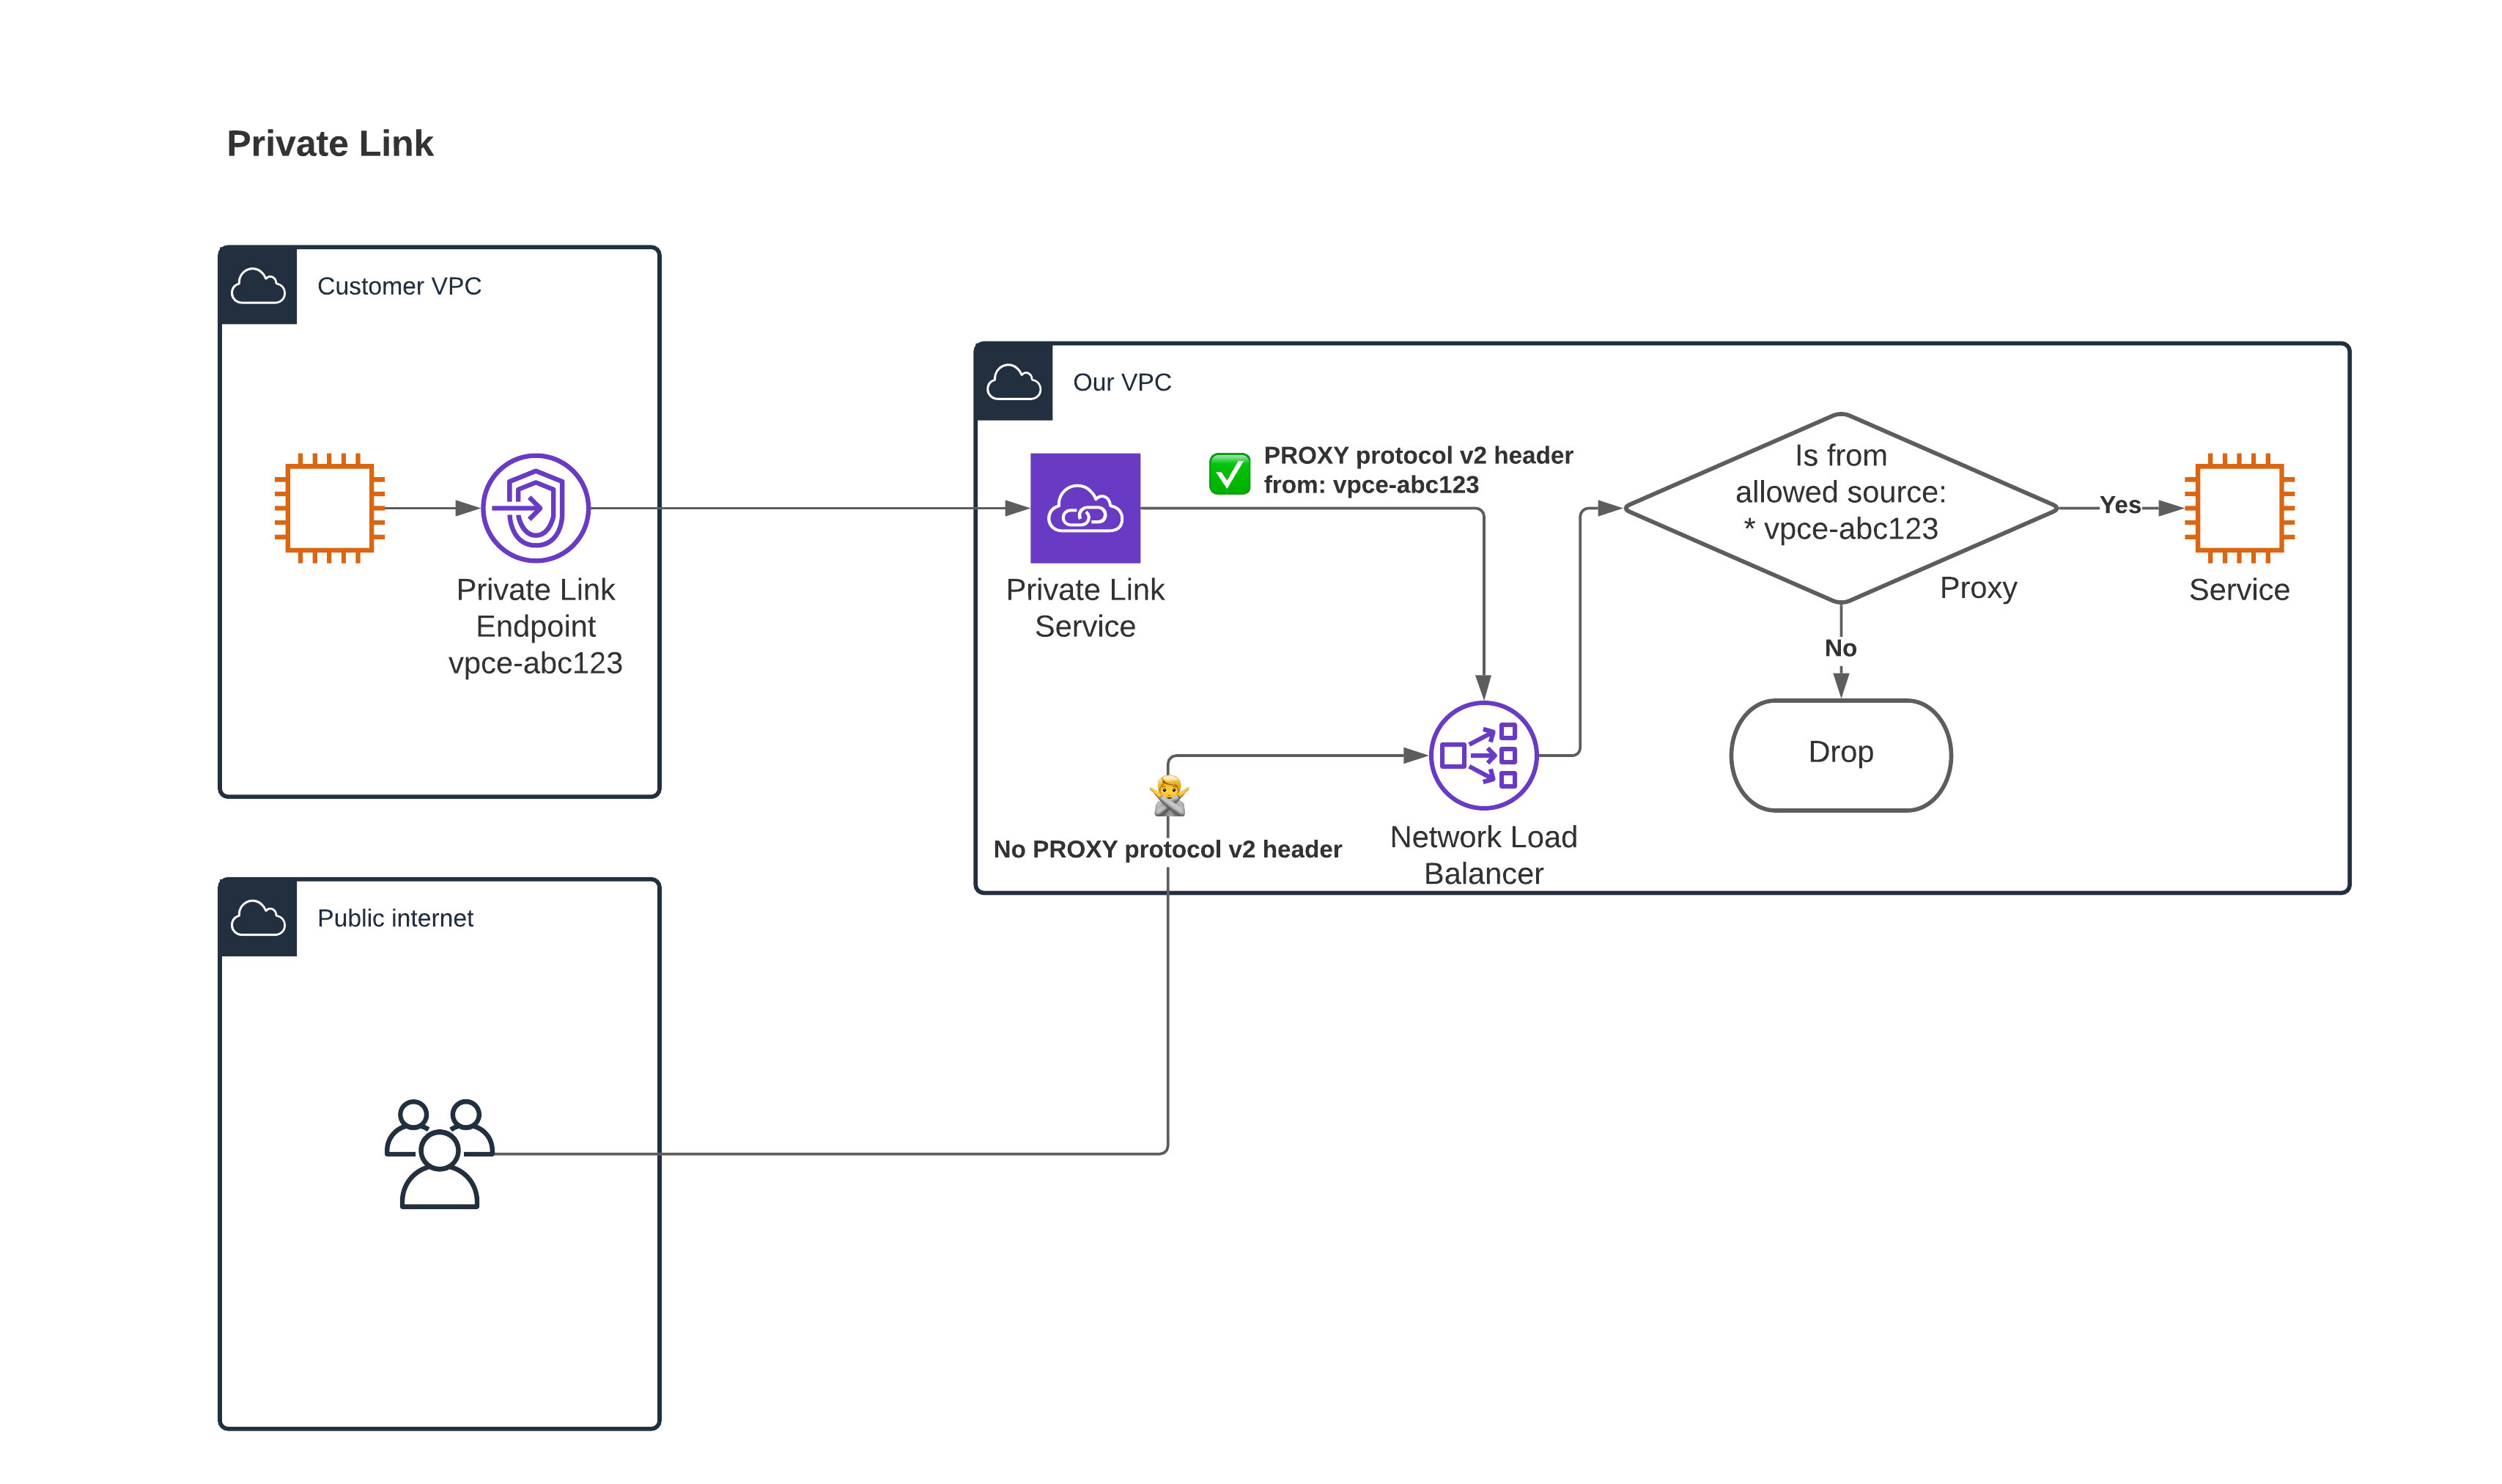 Private Link
Customer VPC
Private Link
Endpoint
vpce-abc123
Our VPC
Private Link
Service
PROXY protocol v2 header
from: vpce-abc123
Is from
allowed source:
* vpce-abc123
Proxy
Yes
Service
No
Drop
No PROXY protocol v2 header
Network Load
Balancer
Public internet